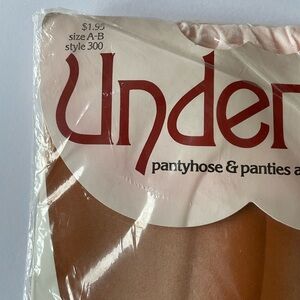 $1.95
size A-B
style 300
Under
pantyhose & panties a